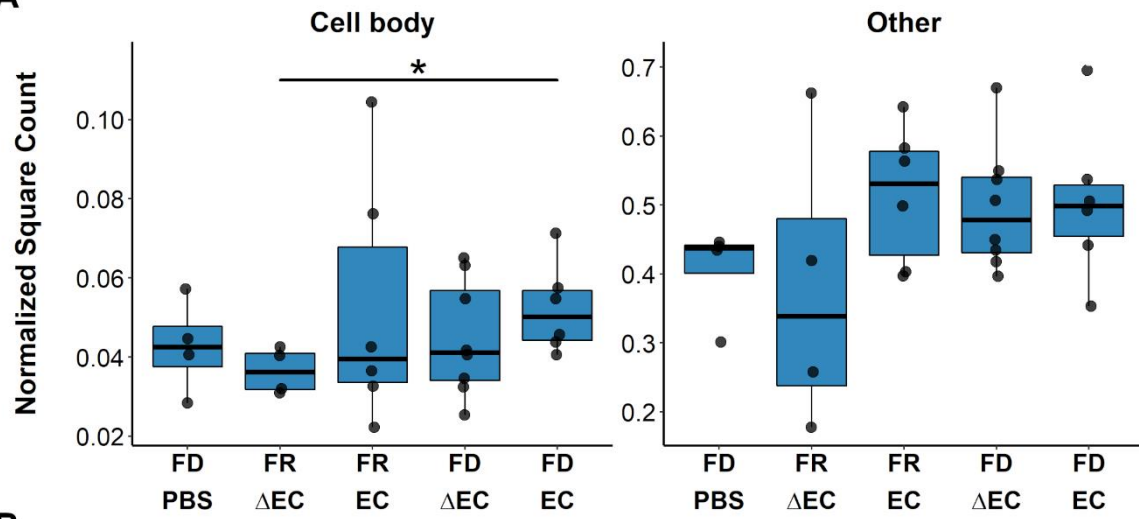 Cell body
Other
Normalized Square Count
*
0.10
0.08
0.06
0.04
0.02
0.7
0.6
0.5
0.4
0.3
0.2
FD FR FR FD FD
PBS ΔEC EC ΔEC EC
FD FR FR FD FD
PBS ΔEC EC ΔEC EC